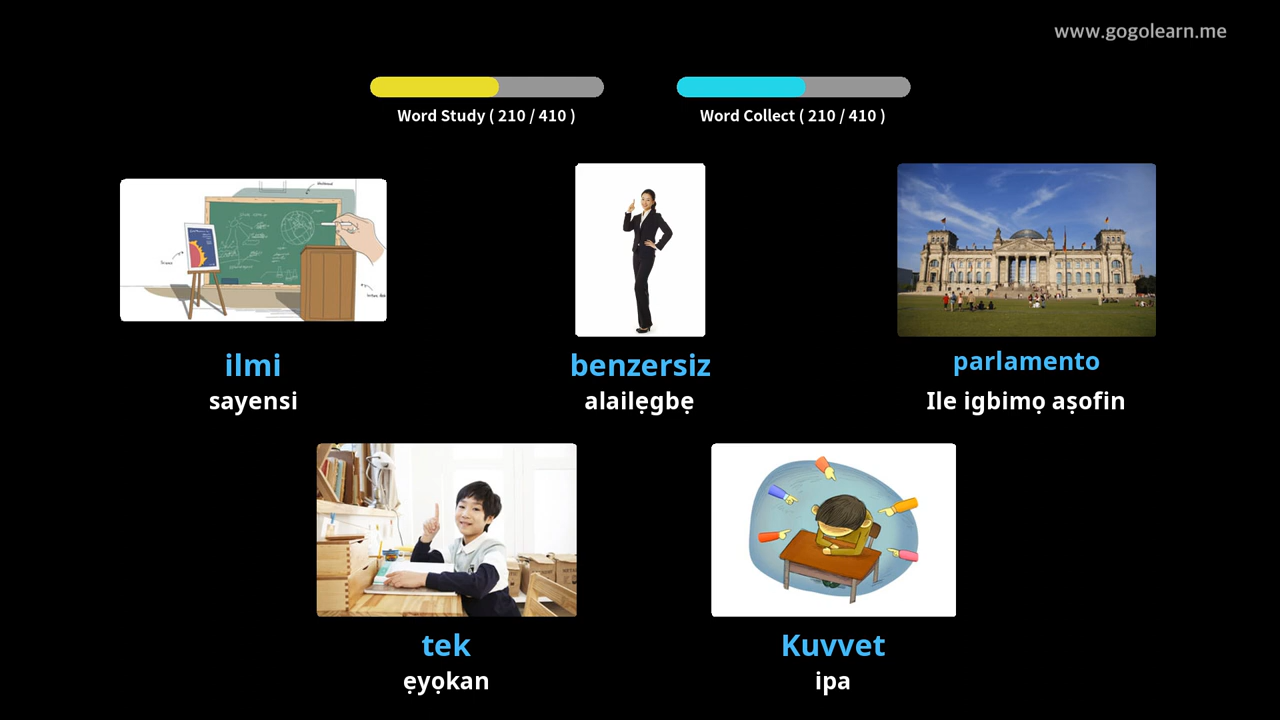 www.gogolearn.me
Word Study ( 210 / 410 )
Word Collect ( 210 / 410 )
ilmi
sayensi
benzersiz
alailẹgbẹ
parlamento
Ile igbimọ aṣofin
tek
ẹyọkan
Kuvvet
ipa